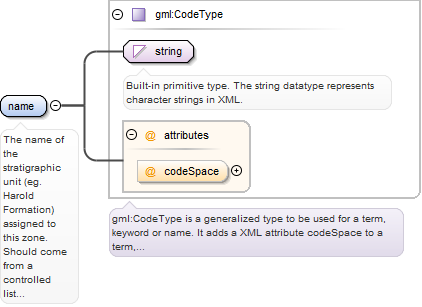 gml:CodeType
string
Built-in primitive type. The string datatype represents
character strings in XML.
name
The name of
the
stratigraphic
unit (eg.
Harold
Formation)
assigned to
this zone.
Should come
from a
controlled
list...
@ attributes
@ codeSpace
gml:CodeType is a generalized type to be used for a term,
keyword or name. It adds a XML attribute codeSpace to a
term,...